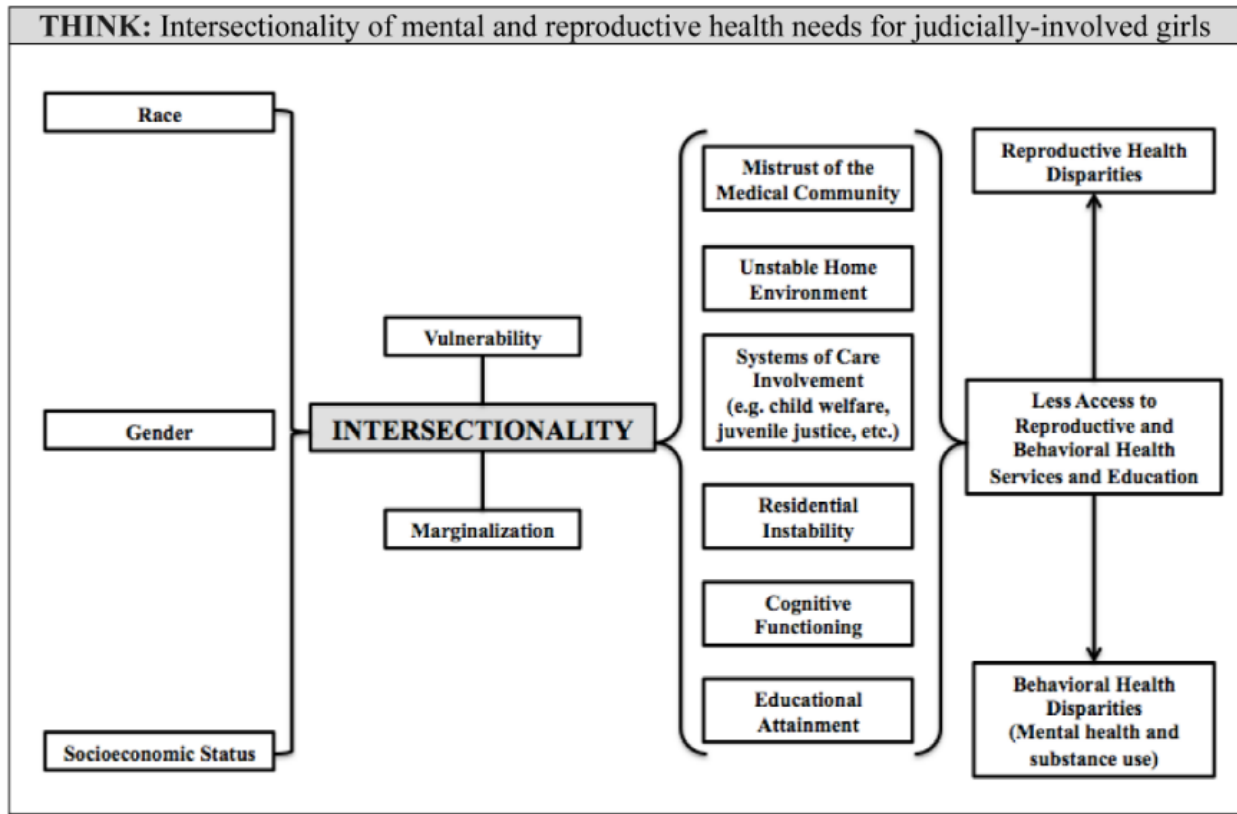 THINK: Intersectionality of mental and reproductive health needs for judicially-involved girls
Race
Gender
Socioeconomic Status
Vulnerability
INTERSECTIONALITY
Marginalization
Mistrust of the
Medical Community
Unstable Home
Environment
Systems of Care
Involvement
(e.g. child welfare,
juvenile justice, etc.)
Residential
Instability
Cognitive
Functioning
Educational
Attainment
Reproductive Health
Disparities
Less Access to
Reproductive and
Behavioral Health
Services and Education
Behavioral Health
Disparities
(Mental health and
substance use)